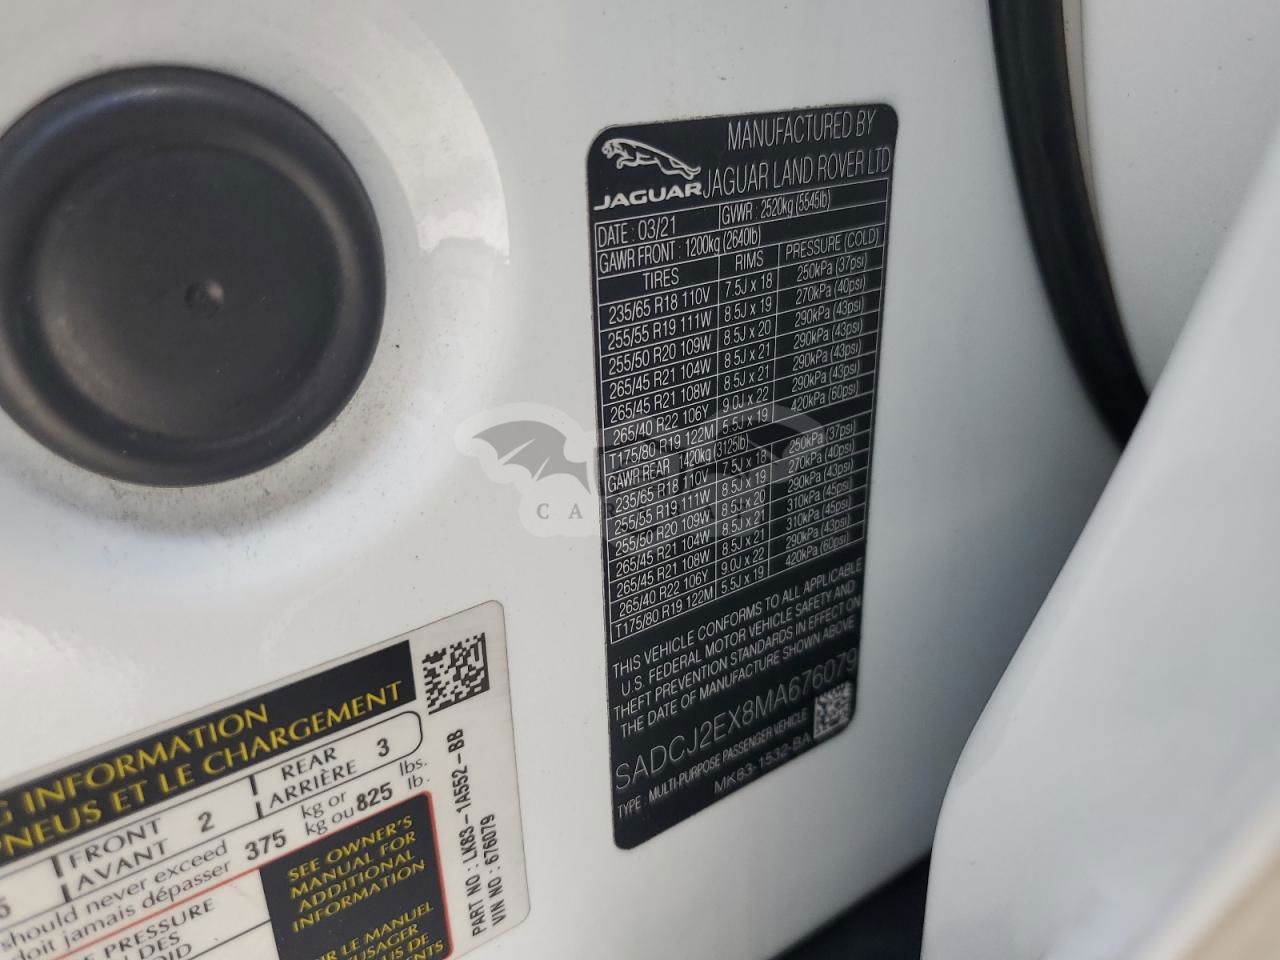 JAGUAR
MANUFACTURED BY
JAGUAR LAND ROVER LTD
DATE : 03/21 GVWR : 2520kg (5545lb)
GAWR FRONT : 1200kg (2640lb)
TIRES RIMS PRESSURE (COLD)
235/65 R18 110V 7.5J x 18 250kPa (37psi)
255/55 R19 111W 8.5J x 19 270kPa (40psi)
255/50 R20 109W 8.5J x 20 290kPa (43psi)
265/45 R21 104W 8.5J x 21 290kPa (43psi)
265/45 R21 108W 8.5J x 21 290kPa (43psi)
265/40 R22 106Y 9.0J x 22 290kPa (43psi)
T175/80 R19 122M 5.5J x 19 420kPa (60psi)
GAWR REAR 1420kg (3125lb)
235/65 R18 110V 7.5J x 18 250kPa (37psi)
255/55 R19 111W 8.5J x 19 270kPa (40psi)
255/50 R20 109W 8.5J x 20 290kPa (43psi)
265/45 R21 104W 8.5J x 21 310kPa (45psi)
265/45 R21 108W 8.5J x 21 310kPa (45psi)
265/40 R22 106Y 9.0J x 22 290kPa (43psi)
T175/80 R19 122M 5.5J x 19 420kPa (60psi)
THIS VEHICLE CONFORMS TO ALL APPLICABLE
U.S. FEDERAL MOTOR VEHICLE SAFETY AND
THEFT PREVENTION STANDARDS IN EFFECT ON
THE DATE OF MANUFACTURE SHOWN ABOVE
SADCJ2EX8MA676079
TYPE : MULTI-PURPOSE PASSENGER VEHICLE
MK83-1532-BA
CAR
G INFORMATION
PNEUS ET LE CHARGEMENT
FRONT 2 REAR 3
AVANT ARRIÈRE
should never exceed 375 kg or 825 lbs.
doit jamais dépasser kg ou lb.
PRESSURE
DES
SEE OWNER'S
MANUAL FOR
ADDITIONAL
INFORMATION
LE MANUEL
DE
PART NO : LK83-1A552-BB
VIN NO : 676079